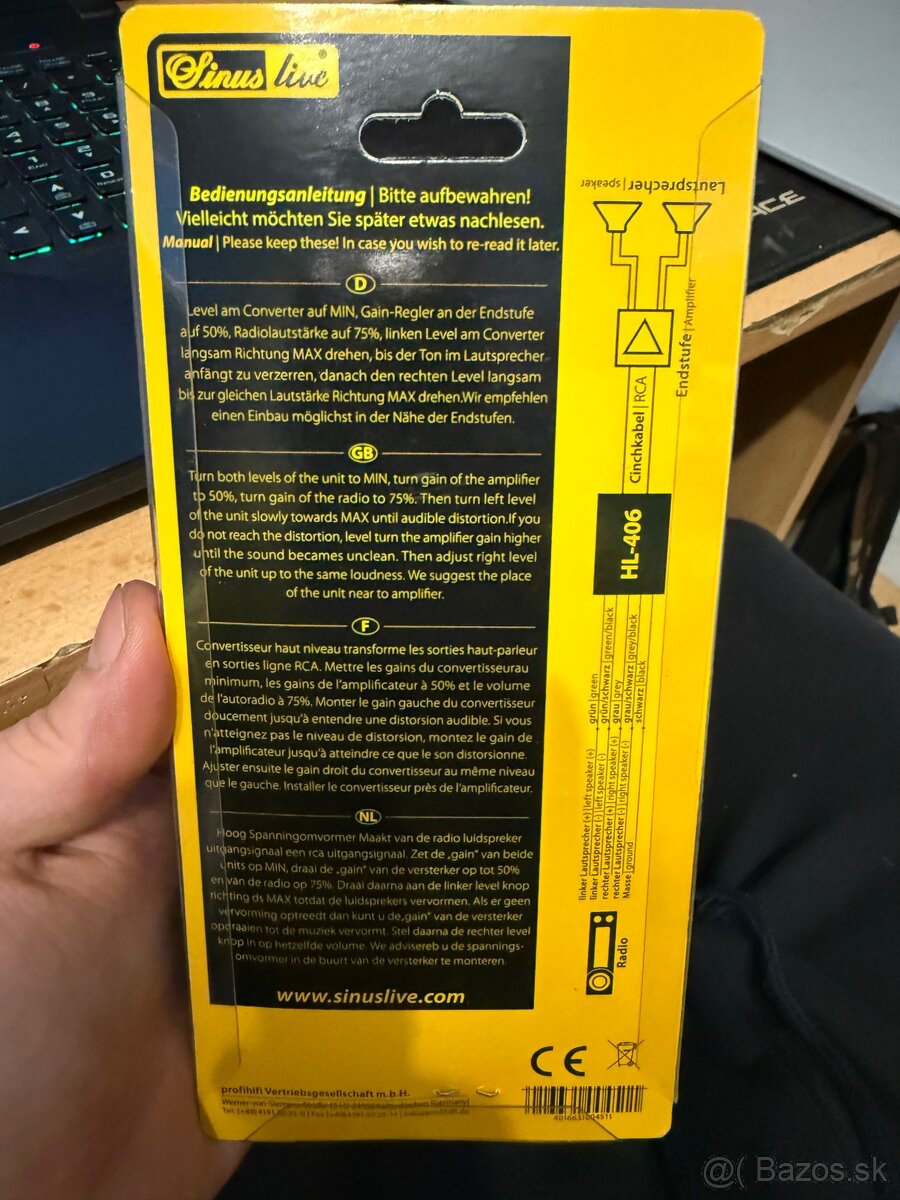 Sinus live®
Bedienungsanleitung | Bitte aufbewahren!
Vielleicht möchten Sie später etwas nachlesen.
Manual | Please keep these! In case you wish to re-read it later.
D
Level am Converter auf MIN, Gain-Regler an der Endstufe
auf 50%, Radiolautstärke auf 75%, linken Level am Converter
langsam Richtung MAX drehen, bis der Ton im Lautsprecher
anfängt zu verzerren, danach den rechten Level langsam
bis zur gleichen Lautstärke Richtung MAX drehen.Wir empfehlen
einen Einbau möglichst in der Nähe der Endstufen.
GB
Turn both levels of the unit to MIN, turn gain of the amplifier
to 50%, turn gain of the radio to 75%. Then turn left level
of the unit slowly towards MAX until audible distortion.If you
do not reach the distortion, level turn the amplifier gain higher
until the sound becames unclean. Then adjust right level
of the unit up to the same loudness. We suggest the place
of the unit near to amplifier.
F
Convertisseur haut niveau transforme les sorties haut-parleur
en sorties ligne RCA. Mettre les gains du convertisseurau
minimum, les gains de l'amplificateur à 50% et le volume
de l'autoradio à 75%. Monter le gain gauche du convertisseur
doucement jusqu'à entendre une distorsion audible. Si vous
n'atteignez pas le niveau de distorsion, montez le gain de
l'amplificateur jusqu'à atteindre ce que le son distorsionne.
Ajuster ensuite le gain droit du convertisseur au même niveau
que le gauche. Installer le convertisseur près de l'amplificateur.
NL
Hoog Spanningomvormer Maakt van de radio luidspreker
uitgangsignaal een rca uitgangsignaal. Zet de „gain" van beide
units op MIN, draai de „gain" van de versterker op tot 50%
en van de radio op 75%. Draai daarna aan de linker level knop
richting ds MAX totdat de luidsprekers vervormen. Als er geen
vervorming optreedt dan kunt u de„gain" van de versterker
opdraaien tot de muziek vervormt. Stel daarna de rechter level
knop in op hetzelfde volume. We advisereb u de spannings-
omvormer in de buurt van de versterker te monteren.
www.sinuslive.com
profihifi Vertriebsgesellschaft m.b.H.
Lautsprecher | speaker
Endstufe | Amplifier
Cinchkabel | RCA
HL-406
grün | green
grün/schwarz | green/black
grau | grey
grau/schwarz | grey/black
schwarz | black
linker Lautsprecher (+) | left speaker (+)
linker Lautsprecher (-) | left speaker (-)
rechter Lautsprecher (+) | right speaker (+)
rechter Lautsprecher (-) | right speaker (-)
Masse | ground
Radio
CE
4016631004511
@( Bazos.sk